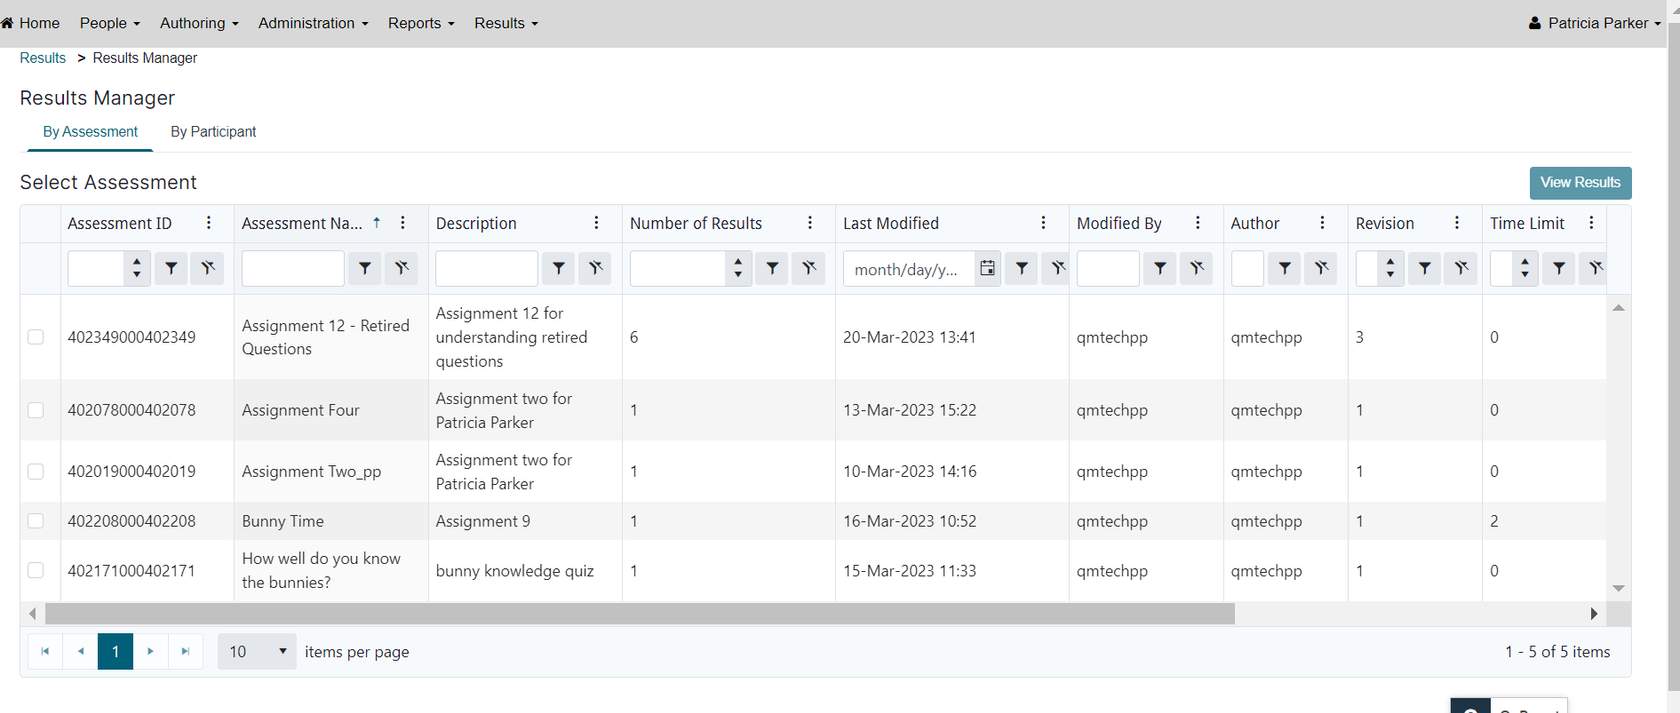 Home People Authoring Administration Reports Results Patricia Parker
Results > Results Manager
Results Manager
By Assessment By Participant
Select Assessment View Results
Assessment ID Assessment Na... ↑ Description Number of Results Last Modified Modified By Author Revision Time Limit
month/day/y...
402349000402349 Assignment 12 - Retired Questions Assignment 12 for understanding retired questions 6 20-Mar-2023 13:41 qmtechpp qmtechpp 3 0
402078000402078 Assignment Four Assignment two for Patricia Parker 1 13-Mar-2023 15:22 qmtechpp qmtechpp 1 0
402019000402019 Assignment Two_pp Assignment two for Patricia Parker 1 10-Mar-2023 14:16 qmtechpp qmtechpp 1 0
402208000402208 Bunny Time Assignment 9 1 16-Mar-2023 10:52 qmtechpp qmtechpp 1 2
402171000402171 How well do you know the bunnies? bunny knowledge quiz 1 15-Mar-2023 11:33 qmtechpp qmtechpp 1 0
1 10 items per page 1 - 5 of 5 items